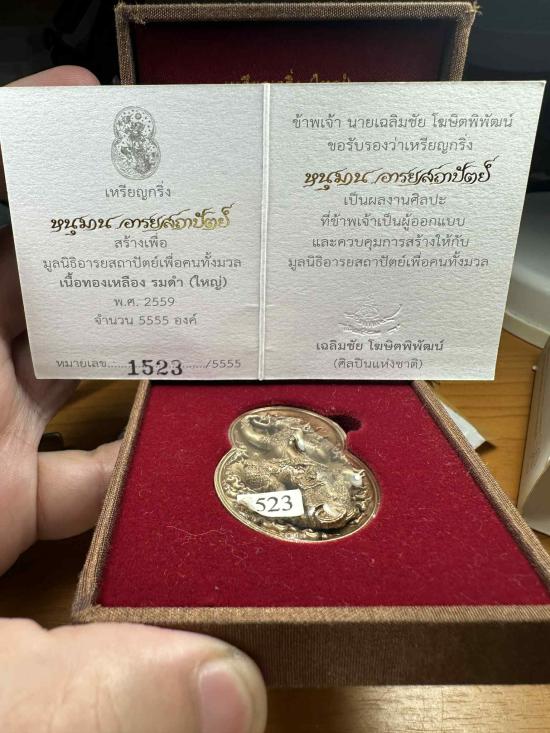 เหรียญกริ่ง
หนุมาน อารยสถาปัตย์
สร้างเพื่อ
มูลนิธิอารยสถาปัตย์เพื่อคนทั้งมวล
เนื้อทองเหลือง รมดำ (ใหญ่)
พ.ศ. 2559
จำนวน 5555 องค์
หมายเลข..:....1523......./5555
ข้าพเจ้า นายเฉลิมชัย โฆษิตพิพัฒน์
ขอรับรองว่าเหรียญกริ่ง
หนุมาน อารยสถาปัตย์
เป็นผลงานศิลปะ
ที่ข้าพเจ้าเป็นผู้ออกแบบ
และควบคุมการสร้างให้กับ
มูลนิธิอารยสถาปัตย์เพื่อคนทั้งมวล
เฉลิมชัย โฆษิตพิพัฒน์
(ศิลปินแห่งชาติ)
523